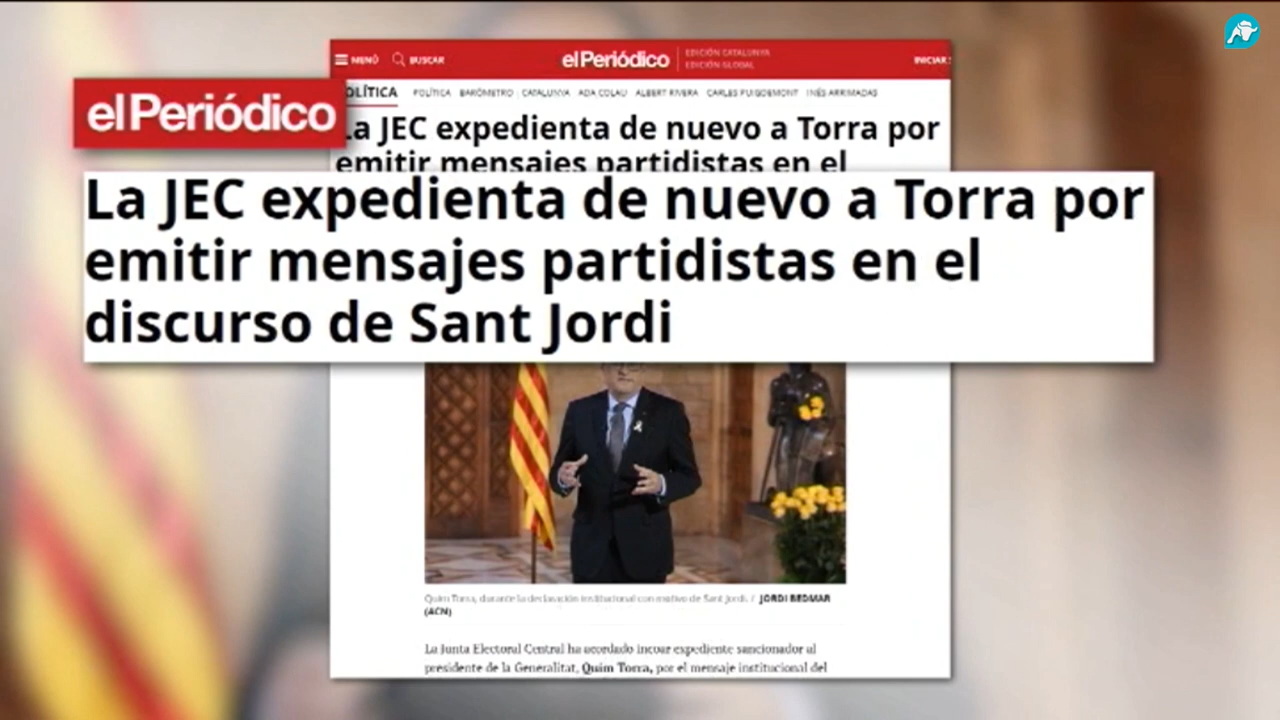 MENÚ BUSCAR elPeriódico EDICIÓN CATALUNYA
EDICIÓN GLOBAL
INICIAR
elPeriódico
POLÍTICA BARÓMETRO CATALUNYA ADA COLAU ALBERT RIVERA CARLES PUIGDEMONT INÉS ARRIMADAS
La JEC expedienta de nuevo a Torra por
emitir mensajes partidistas en el
La JEC expedienta de nuevo a Torra por
emitir mensajes partidistas en el
discurso de Sant Jordi
Quim Torra, durante la declaración institucional con motivo de Sant Jordi / JORDI BEDMAR
(ACN)
La Junta Electoral Central ha acordado incoar expediente sancionador al
presidente de la Generalitat, Quim Torra, por el mensaje institucional del